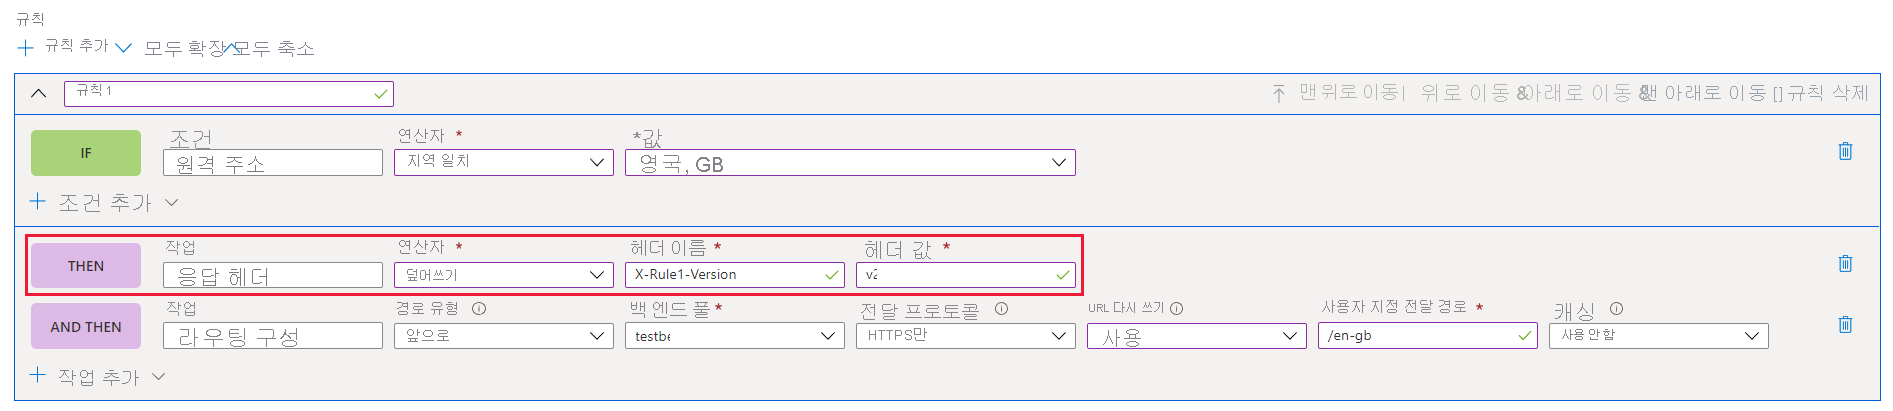 규칙
규칙 추가 모두 확장 모두 축소
규칙 1 맨 위로 이동 | 위로 이동 & 아래로 이동 & 맨 아래로 이동 [] 규칙 삭제
조건 연산자 * *값
IF 원격 주소 지역 일치 영국, GB
조건 추가
작업 연산자 * 헤더 이름 * 헤더 값 *
THEN 응답 헤더 덮어쓰기 X-Rule1-Version v2
작업 경로 유형 백 엔드 풀 * 전달 프로토콜 URL 다시 쓰기 사용자 지정 전달 경로 * 캐싱
AND THEN 라우팅 구성 앞으로 testbe HTTPS만 사용 /en-gb 사용 안 함
작업 추가